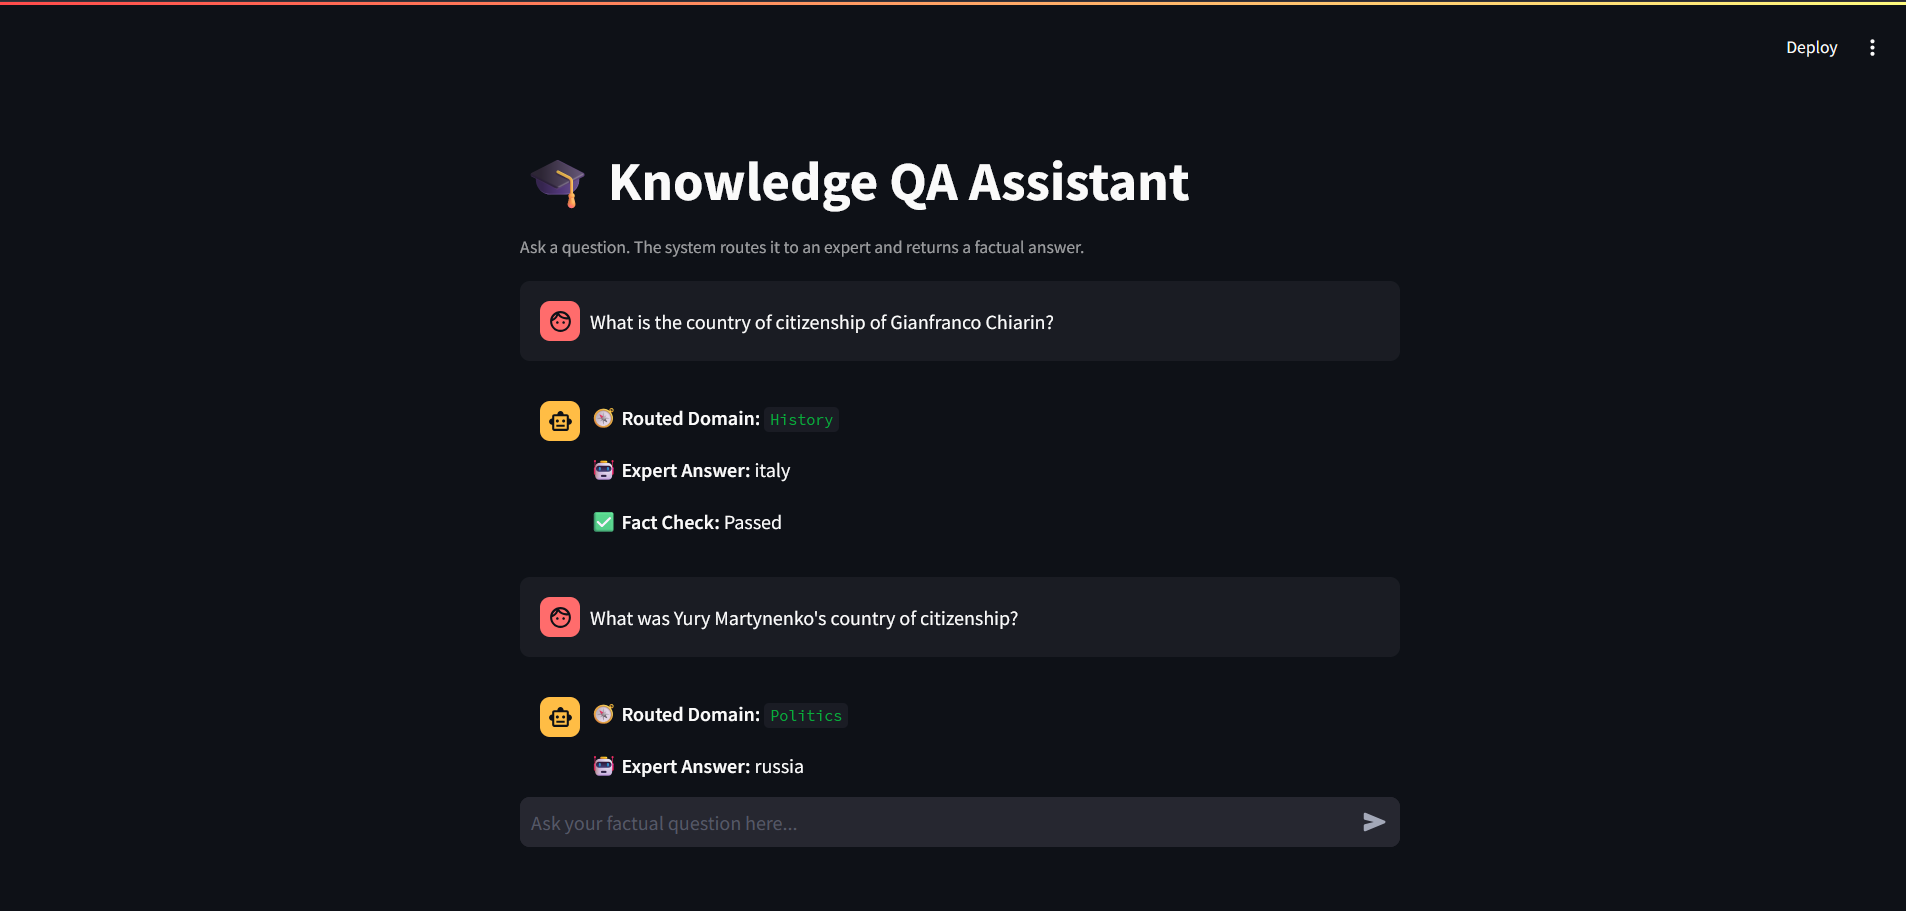 Deploy
Knowledge QA Assistant
Ask a question. The system routes it to an expert and returns a factual answer.
What is the country of citizenship of Gianfranco Chiarin?
Routed Domain: History
Expert Answer: italy
Fact Check: Passed
What was Yury Martynenko's country of citizenship?
Routed Domain: Politics
Expert Answer: russia
Ask your factual question here...